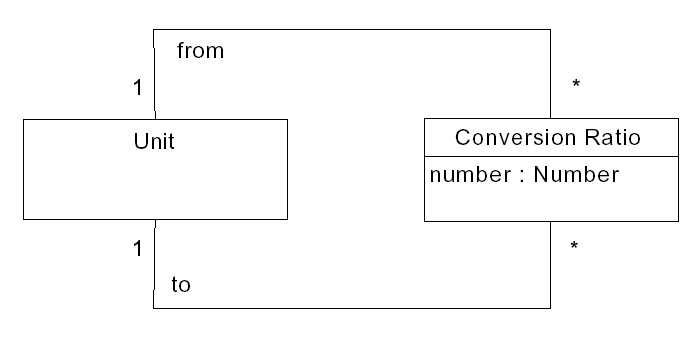 from
1
*
Unit
Conversion Ratio
number : Number
1
*
to